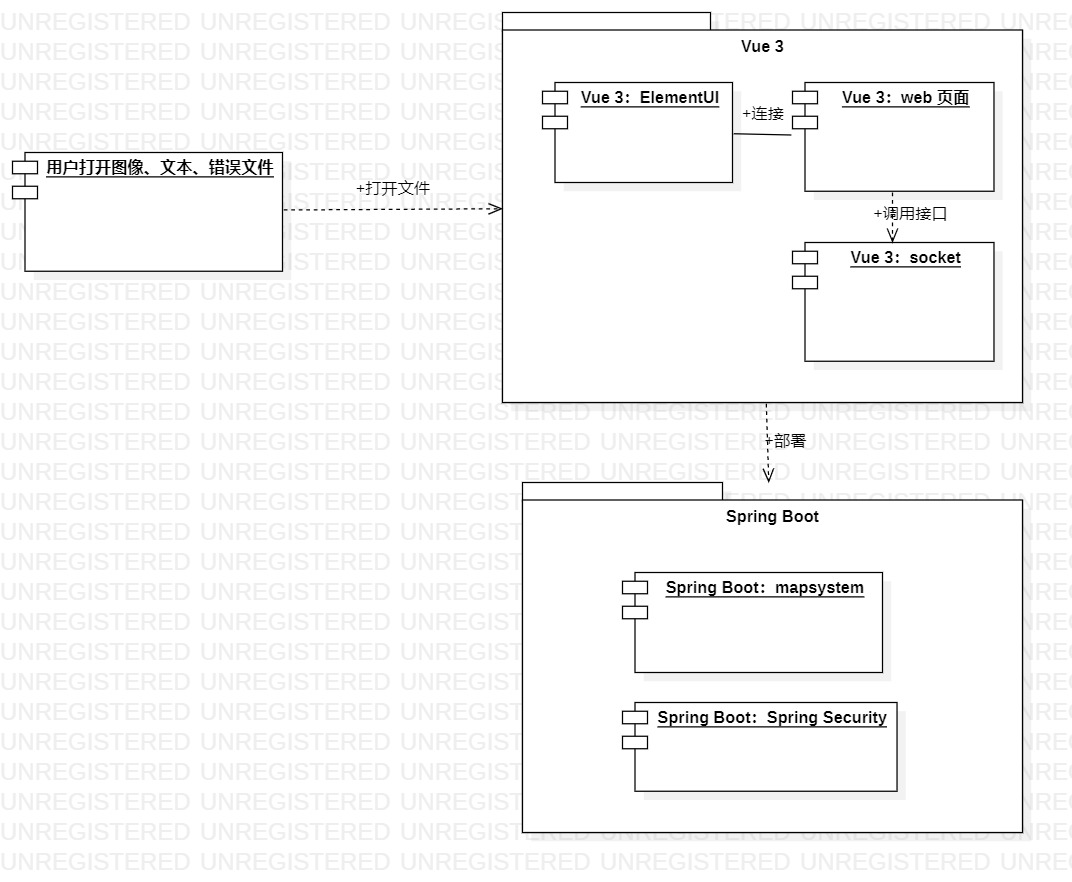 Vue 3
Vue 3：ElementUI
+连接
Vue 3：web 页面
用户打开图像、文本、错误文件
+打开文件
+调用接口
Vue 3：socket
+部署
Spring Boot
Spring Boot：mapsystem
Spring Boot：Spring Security
UNREGISTERED